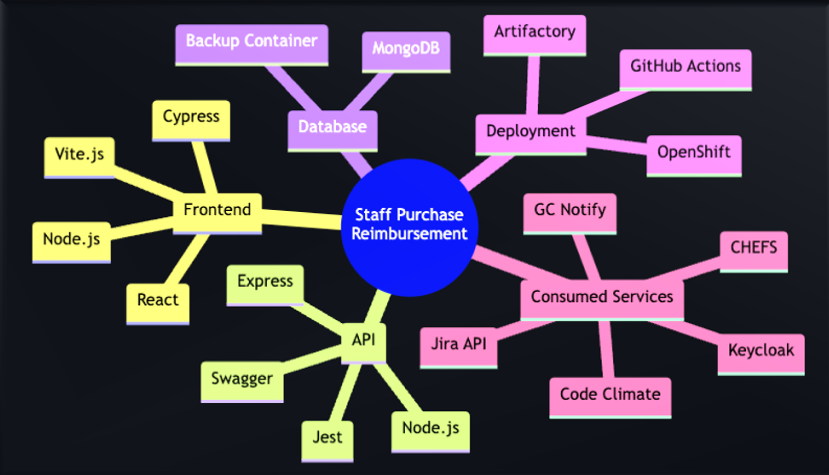 Staff Purchase
Reimbursement
Database
Backup Container
MongoDB
Deployment
Artifactory
GitHub Actions
OpenShift
Frontend
Cypress
Vite.js
Node.js
React
API
Express
Swagger
Jest
Node.js
Consumed Services
GC Notify
CHEFS
Jira API
Keycloak
Code Climate